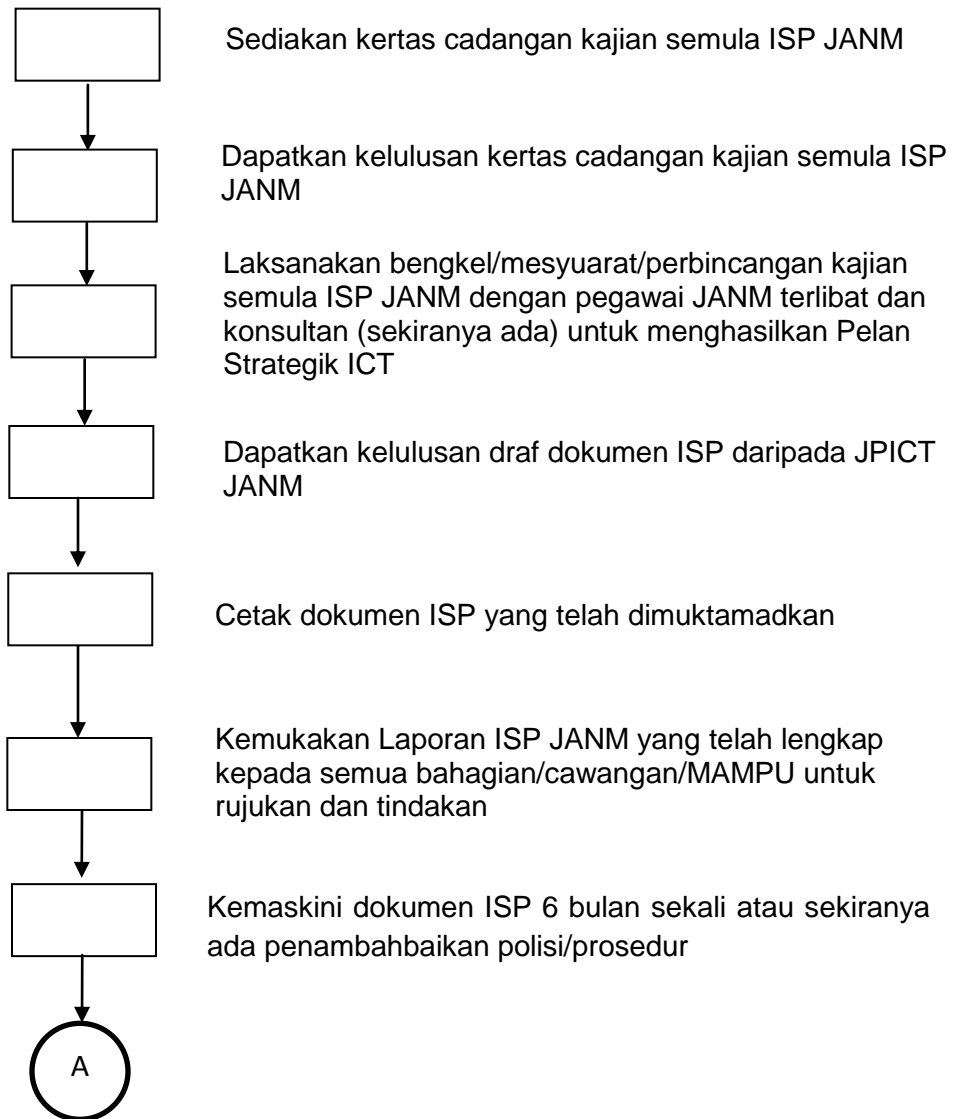 Sediakan kertas cadangan kajian semula ISP JANM
Dapatkan kelulusan kertas cadangan kajian semula ISP
JANM
Laksanakan bengkel/mesyuarat/perbincangan kajian
semula ISP JANM dengan pegawai JANM terlibat dan
konsultan (sekiranya ada) untuk menghasilkan Pelan
Strategik ICT
Dapatkan kelulusan draf dokumen ISP daripada JPICT
JANM
Cetak dokumen ISP yang telah dimuktamadkan
Kemukakan Laporan ISP JANM yang telah lengkap
kepada semua bahagian/cawangan/MAMPU untuk
rujukan dan tindakan
Kemaskini dokumen ISP 6 bulan sekali atau sekiranya
ada penambahbaikan polisi/prosedur
A